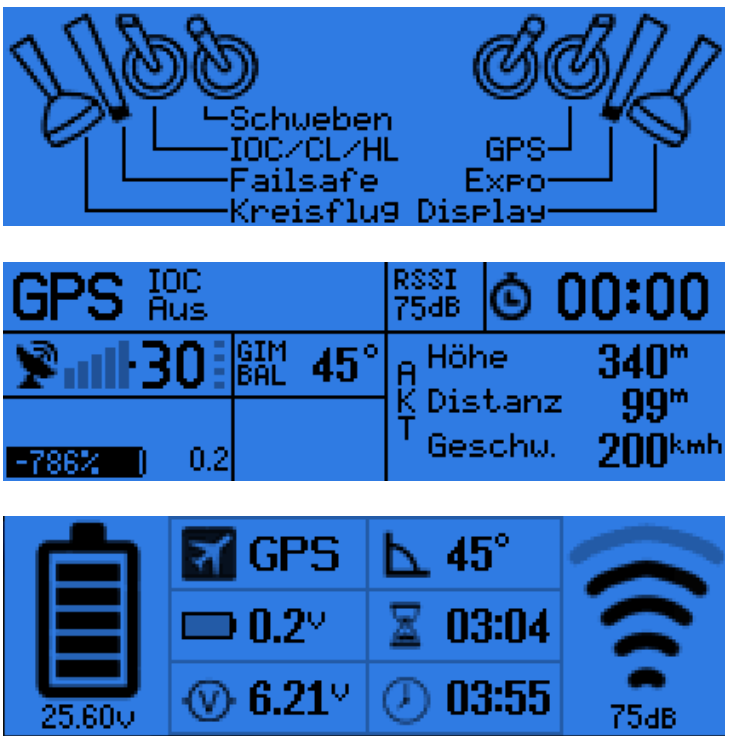 Schweben
IOC/CL/HL GPS
Failsafe Expo
Kreisflug Display
GPS IOC Aus RSSI 75dB 00:00
30 GIM BAL 45° AKT Höhe 340m
Distanz 99m
-786% 0.2 Geschw. 200kmh
GPS 45°
0.2v 03:04
25.60v 6.21v 03:55 75dB